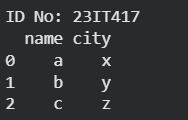 ID No: 23IT417
  name city
0    a    x
1    b    y
2    c    z